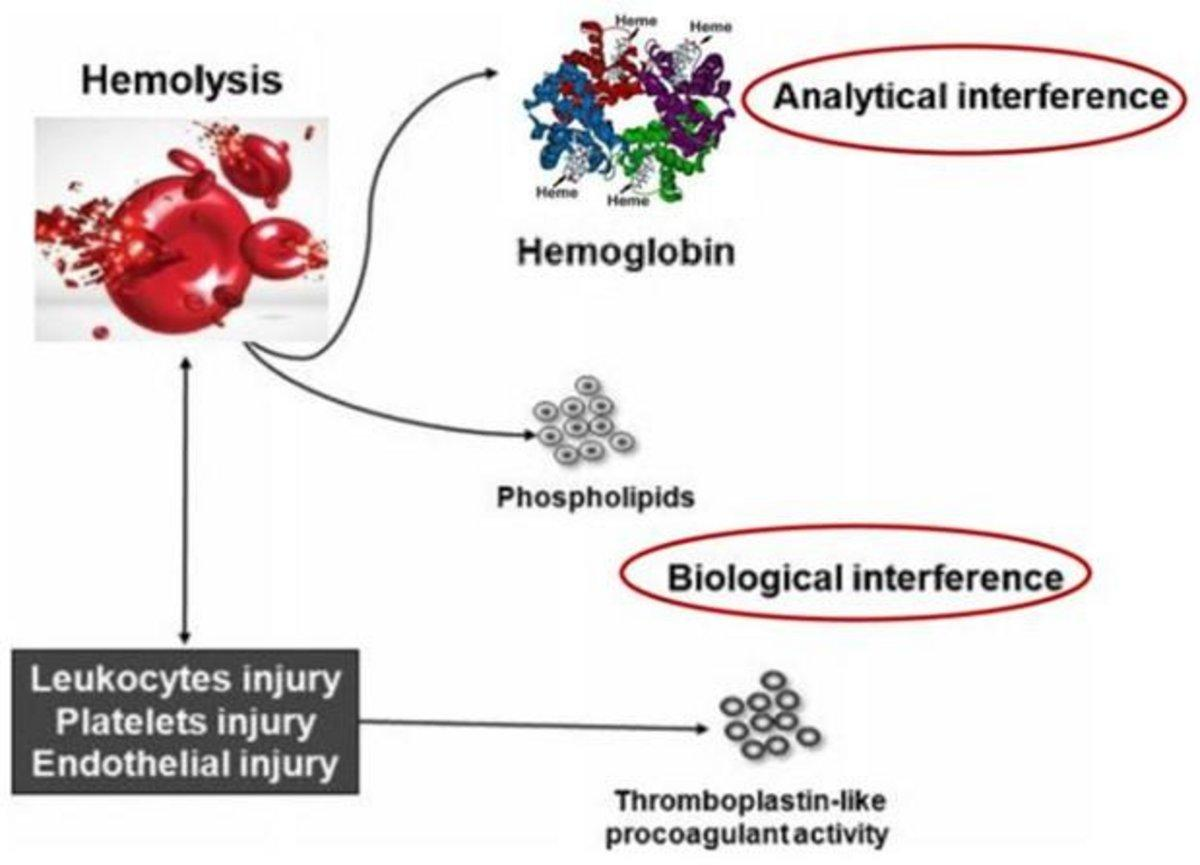 Hemolysis
Heme
Heme
Heme
Heme
Analytical interference
Hemoglobin
Phospholipids
Biological interference
Leukocytes injury
Platelets injury
Endothelial injury
Thromboplastin-like
procoagulant activity